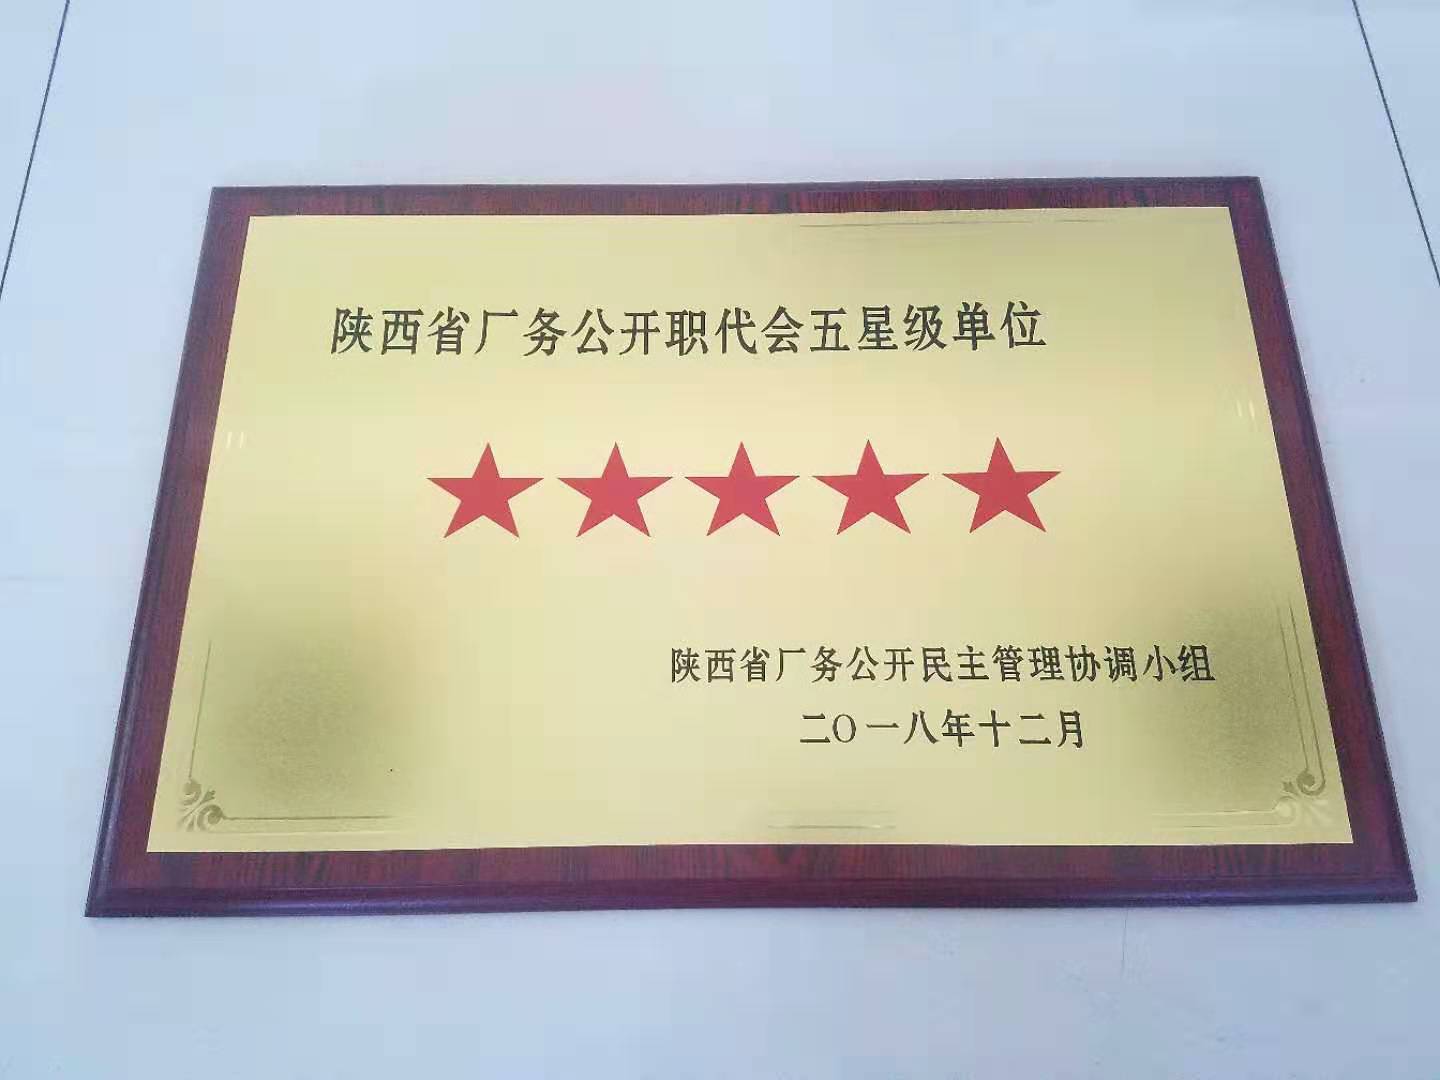 陕西省厂务公开职代会五星级单位
陕西省厂务公开民主管理协调小组
二〇一八年十二月